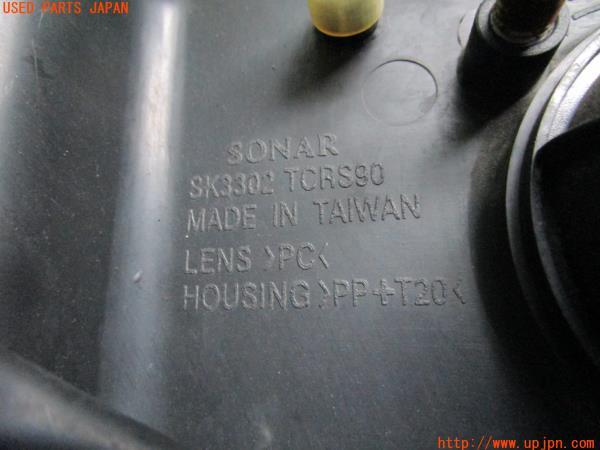 USED PARTS JAPAN
SONAR
SK3302 TCRS90
MADE IN TAIWAN
LENS >PC<
HOUSING >PP+T20<
http://www.upjpn.com